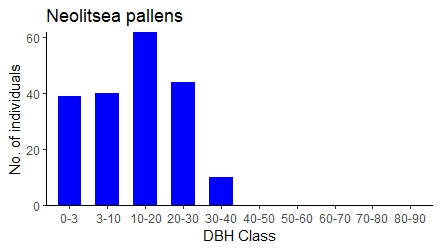 Neolitsea pallens
No. of individuals
60
40
20
0
0-3 3-10 10-20 20-30 30-40 40-50 50-60 60-70 70-80 80-90
DBH Class